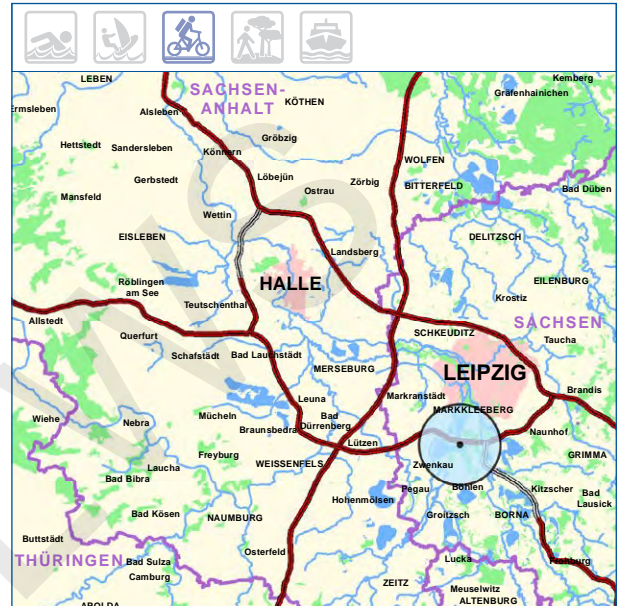 LEBEN
Kemberg
SACHSEN-
ANHALT
Gräfenhainichen
KÖTHEN
Ermsleben
Alsleben
Gröbzig
Hettstedt
Sandersleben
Könnern
WOLFEN
Gerbstedt
Löbejün
Zörbig
BITTERFELD
Ostrau
Bad Düben
Mansfeld
Wettin
EISLEBEN
DELITZSCH
Landsberg
HALLE
Röblingen
am See
EILENBURG
Krostiz
Teutschenthal
Allstedt
SCHKEUDITZ
SACHSEN
Querfurt
Taucha
Schafstädt
Bad Lauchstädt
MERSEBURG
LEIPZIG
Brandis
Leuna
Markranstädt
Wiehe
Mücheln
Bad
Dürrenberg
MARKKLEEBERG
Nebra
Braunsbedra
Lützen
Naunhof
Freyburg
GRIMMA
Laucha
WEISSENFELS
Zwenkau
Bad Bibra
Pegau
Böhlen
Kitzscher
Bad
Lausick
Hohenmölsen
Bad Kösen
NAUMBURG
Groitzsch
BORNA
Buttstädt
Osterfeld
THÜRINGEN
Bad Sulza
Lucka
Frohburg
Camburg
ZEITZ
Meuselwitz
APOLDA
ALTENBURG